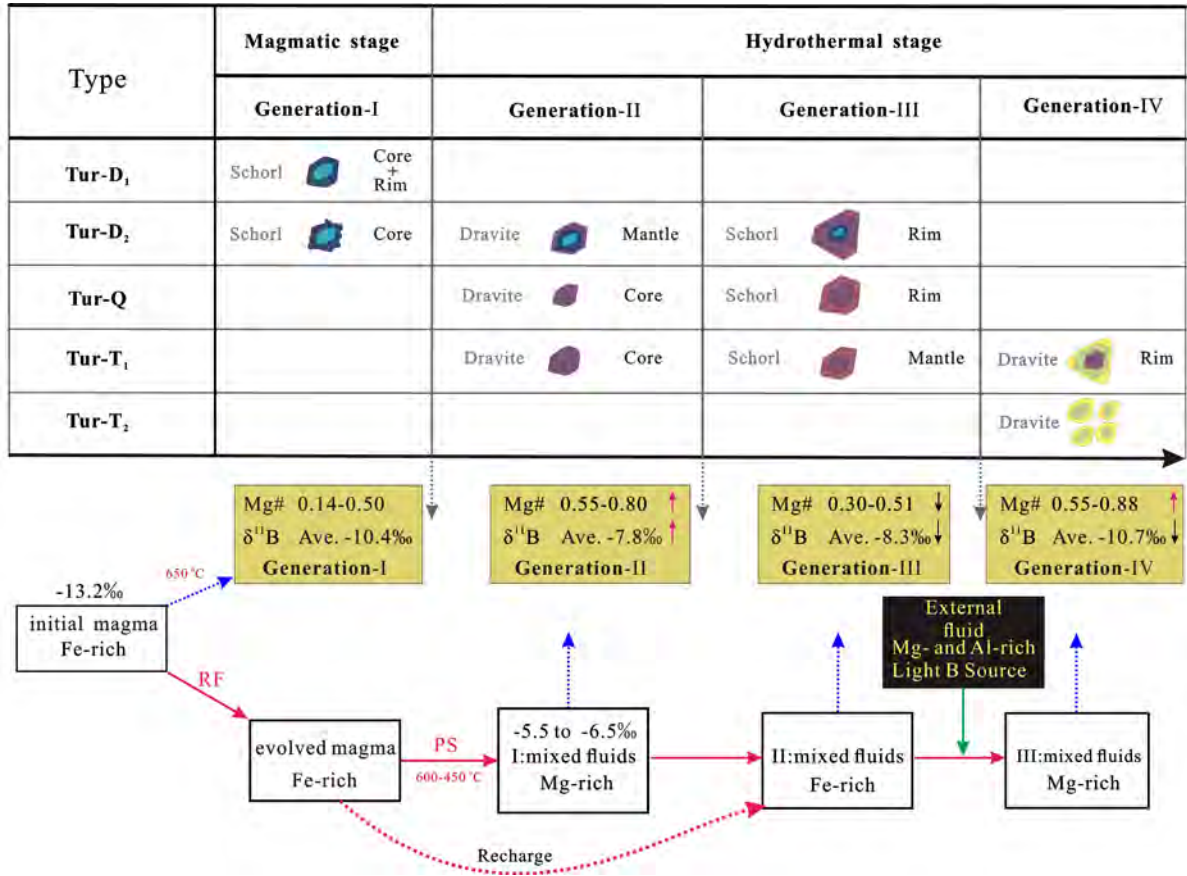 Type
Magmatic stage
Hydrothermal stage
Generation-I
Generation-II
Generation-III
Generation-IV
Tur-D₁
Schorl
Core
+
Rim
Tur-D₂
Schorl
Core
Dravite
Mantle
Schorl
Rim
Tur-Q
Dravite
Core
Schorl
Rim
Tur-T₁
Dravite
Core
Schorl
Mantle
Dravite
Rim
Tur-T₂
Dravite
Mg# 0.14-0.50
δ¹¹B Ave. -10.4‰
Generation-I
Mg# 0.55-0.80 ↑
δ¹¹B Ave. -7.8‰ ↑
Generation-II
Mg# 0.30-0.51 ↓
δ¹¹B Ave. -8.3‰ ↓
Generation-III
Mg# 0.55-0.88 ↑
δ¹¹B Ave. -10.7‰ ↓
Generation-IV
650℃
-13.2‰
initial magma
Fe-rich
RF
External
fluid
Mg- and Al-rich
Light B Source
evolved magma
Fe-rich
PS
600-450℃
-5.5 to -6.5‰
I:mixed fluids
Mg-rich
II:mixed fluids
Fe-rich
III:mixed fluids
Mg-rich
Recharge